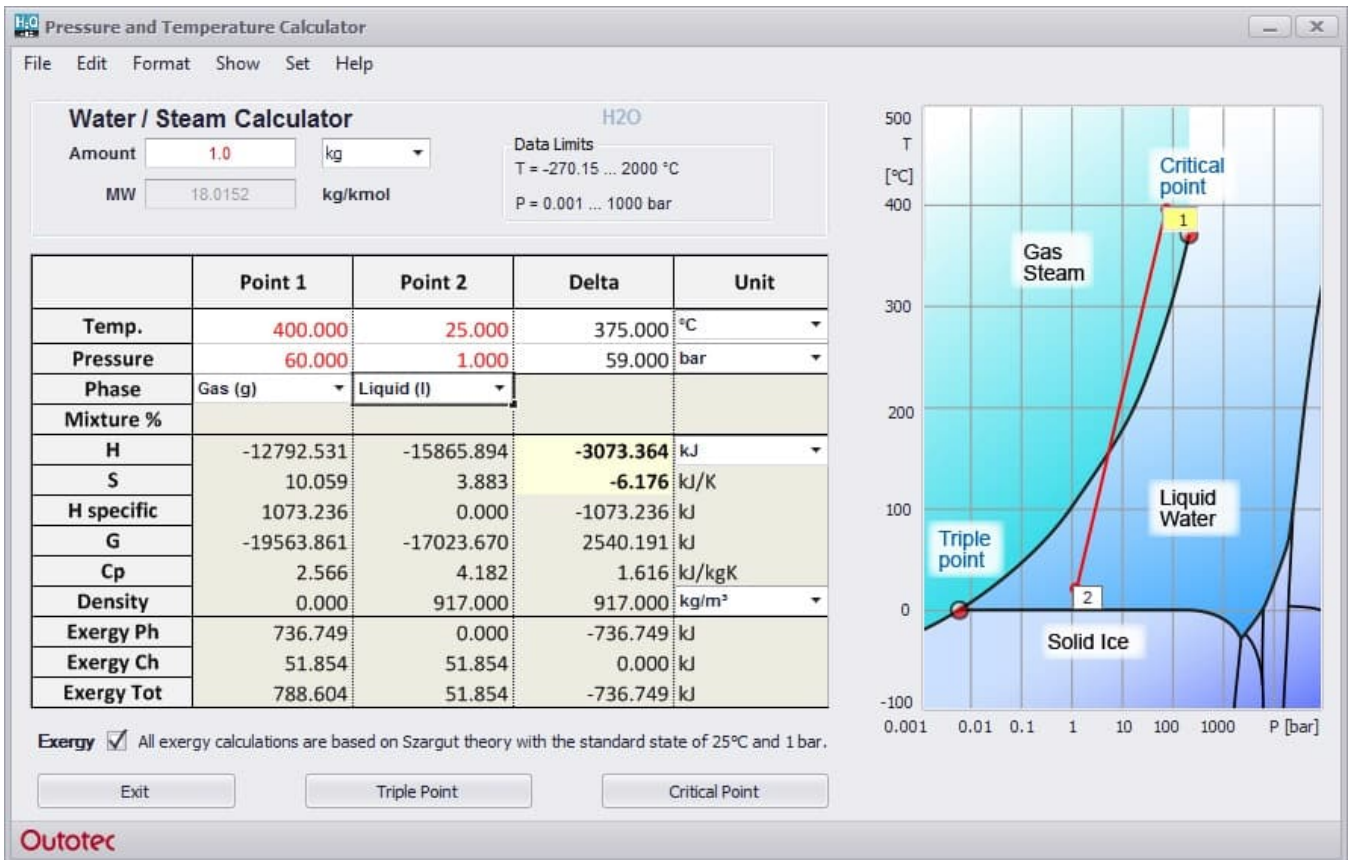 H2O Pressure and Temperature Calculator
File Edit Format Show Set Help
Water / Steam Calculator
H2O
Amount 1.0 kg
Data Limits
T = -270.15 ... 2000 °C
MW 18.0152 kg/kmol
P = 0.001 ... 1000 bar
Point 1 Point 2 Delta Unit
Temp. 400.000 25.000 375.000 °C
Pressure 60.000 1.000 59.000 bar
Phase Gas (g) Liquid (l)
Mixture %
H -12792.531 -15865.894 -3073.364 kJ
S 10.059 3.883 -6.176 kJ/K
H specific 1073.236 0.000 -1073.236 kJ
G -19563.861 -17023.670 2540.191 kJ
Cp 2.566 4.182 1.616 kJ/kgK
Density 0.000 917.000 917.000 kg/m³
Exergy Ph 736.749 0.000 -736.749 kJ
Exergy Ch 51.854 51.854 0.000 kJ
Exergy Tot 788.604 51.854 -736.749 kJ
Exergy All exergy calculations are based on Szargut theory with the standard state of 25°C and 1 bar.
Exit Triple Point Critical Point
Outotec
500
T
[°C]
400
300
200
100
0
-100
Critical
point
1
Gas
Steam
Liquid
Water
Triple
point
2
Solid Ice
0.001 0.01 0.1 1 10 100 1000 P [bar]